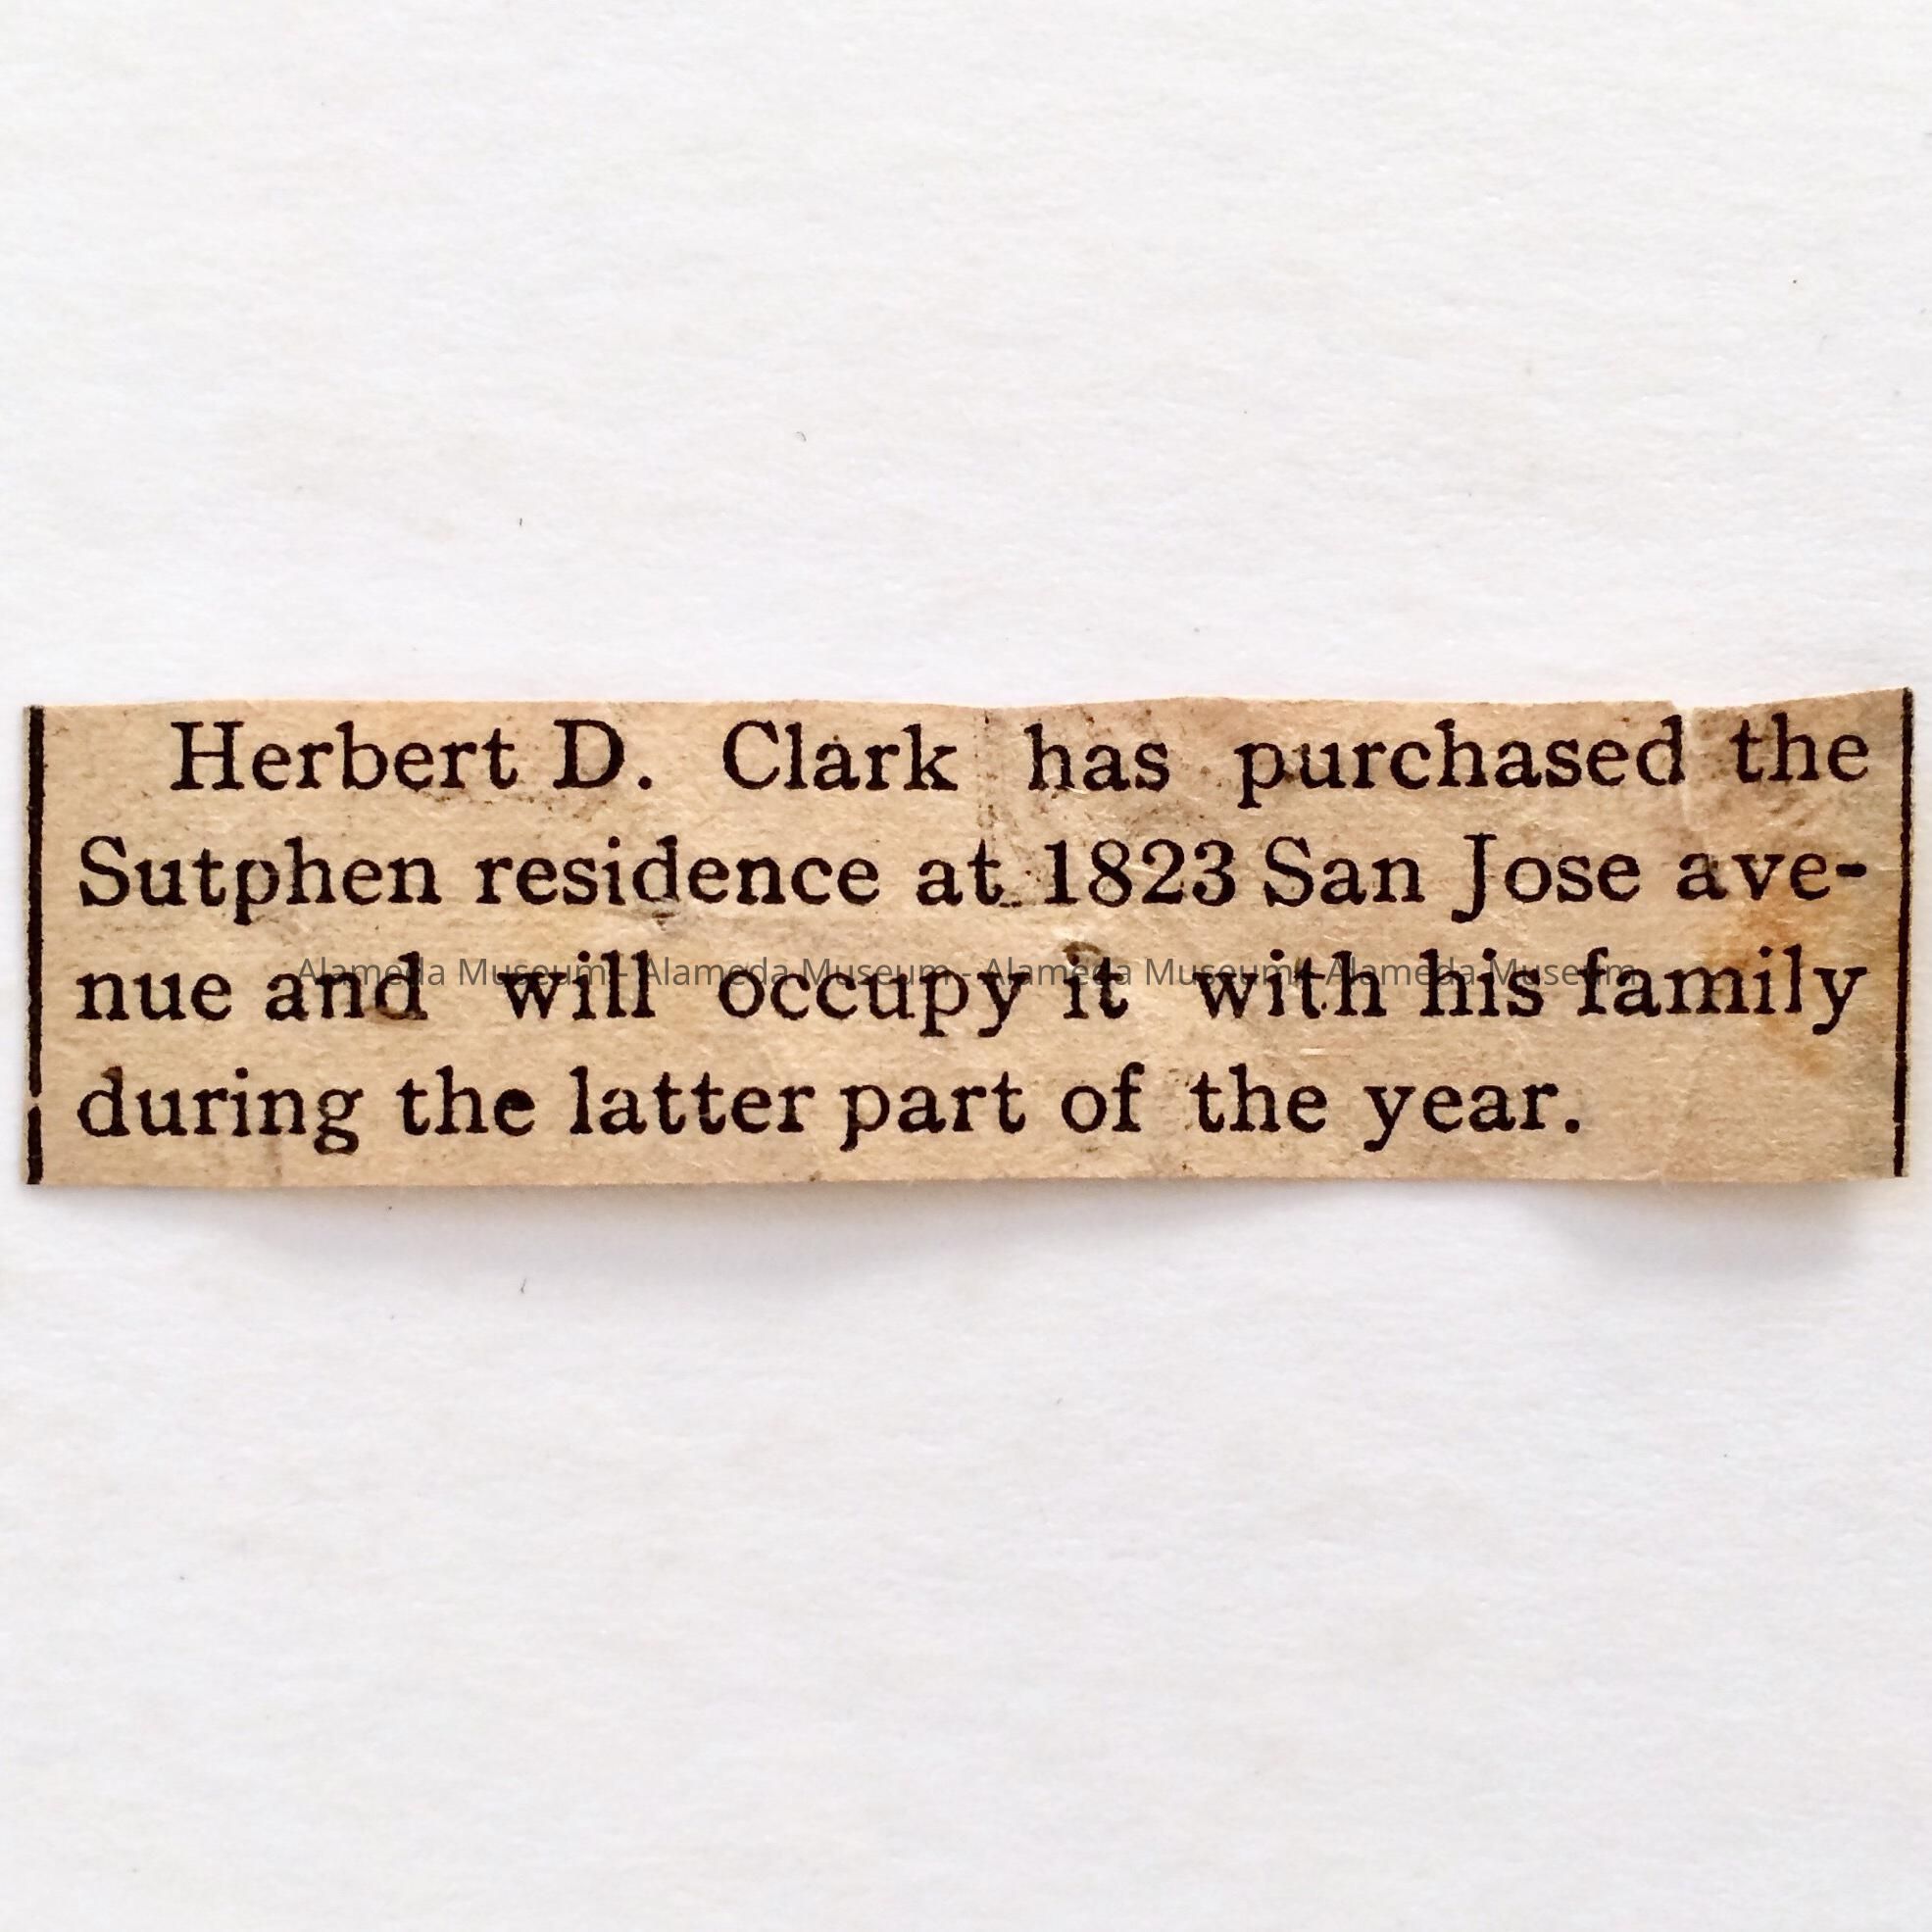 Herbert D. Clark has purchased the
Sutphen residence at 1823 San Jose ave-
nue and will occupy it with his family
Alameda Museum - Alameda Museum - Alameda Museum - Alameda Museum
during the latter part of the year.